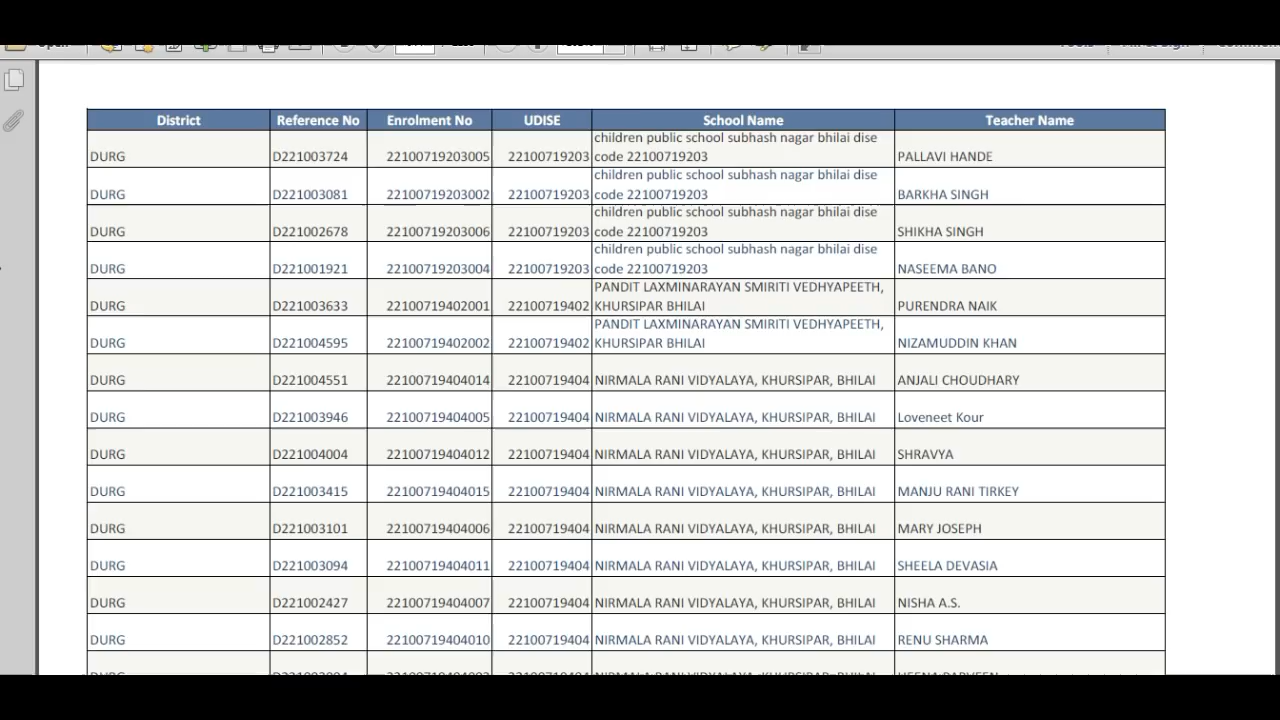 District Reference No Enrolment No UDISE School Name Teacher Name
children public school subhash nagar bhilai dise
DURG D221003724 22100719203005 22100719203 code 22100719203 PALLAVI HANDE
children public school subhash nagar bhilai dise
DURG D221003081 22100719203002 22100719203 code 22100719203 BARKHA SINGH
children public school subhash nagar bhilai dise
DURG D221002678 22100719203006 22100719203 code 22100719203 SHIKHA SINGH
children public school subhash nagar bhilai dise
DURG D221001921 22100719203004 22100719203 code 22100719203 NASEEMA BANO
PANDIT LAXMINARAYAN SMIRITI VEDHYAPEETH,
DURG D221003633 22100719402001 22100719402 KHURSIPAR BHILAI PURENDRA NAIK
PANDIT LAXMINARAYAN SMIRITI VEDHYAPEETH,
DURG D221004595 22100719402002 22100719402 KHURSIPAR BHILAI NIZAMUDDIN KHAN
DURG D221004551 22100719404014 22100719404 NIRMALA RANI VIDYALAYA, KHURSIPAR, BHILAI ANJALI CHOUDHARY
DURG D221003946 22100719404005 22100719404 NIRMALA RANI VIDYALAYA, KHURSIPAR, BHILAI Loveneet Kour
DURG D221004004 22100719404012 22100719404 NIRMALA RANI VIDYALAYA, KHURSIPAR, BHILAI SHRAVYA
DURG D221003415 22100719404015 22100719404 NIRMALA RANI VIDYALAYA, KHURSIPAR, BHILAI MANJU RANI TIRKEY
DURG D221003101 22100719404006 22100719404 NIRMALA RANI VIDYALAYA, KHURSIPAR, BHILAI MARY JOSEPH
DURG D221003094 22100719404011 22100719404 NIRMALA RANI VIDYALAYA, KHURSIPAR, BHILAI SHEELA DEVASIA
DURG D221002427 22100719404007 22100719404 NIRMALA RANI VIDYALAYA, KHURSIPAR, BHILAI NISHA A.S.
DURG D221002852 22100719404010 22100719404 NIRMALA RANI VIDYALAYA, KHURSIPAR, BHILAI RENU SHARMA